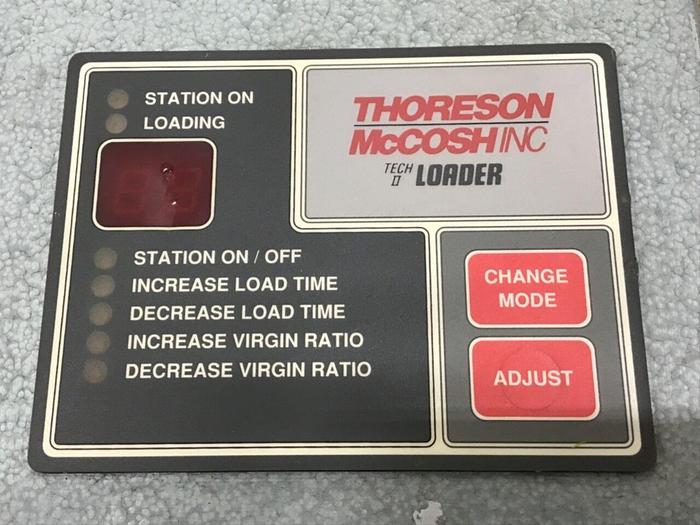 STATION ON
LOADING
THORESON
McCOSH INC
TECH II LOADER
STATION ON / OFF
INCREASE LOAD TIME
DECREASE LOAD TIME
INCREASE VIRGIN RATIO
DECREASE VIRGIN RATIO
CHANGE
MODE
ADJUST